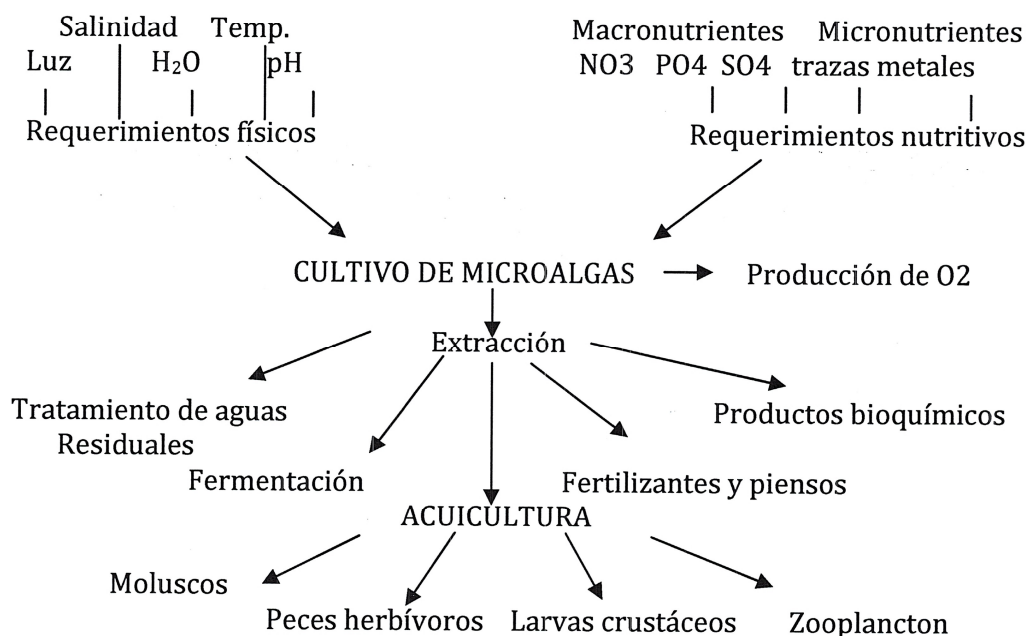 Salinidad Temp.
Luz H₂O pH
Requerimientos físicos
Macronutrientes Micronutrientes
NO3 PO4 SO4 trazas metales
Requerimientos nutritivos
CULTIVO DE MICROALGAS Producción de O2
Extracción
Tratamiento de aguas
Residuales
Productos bioquímicos
Fermentación
Fertilizantes y piensos
ACUICULTURA
Moluscos
Peces herbívoros
Larvas crustáceos
Zooplancton